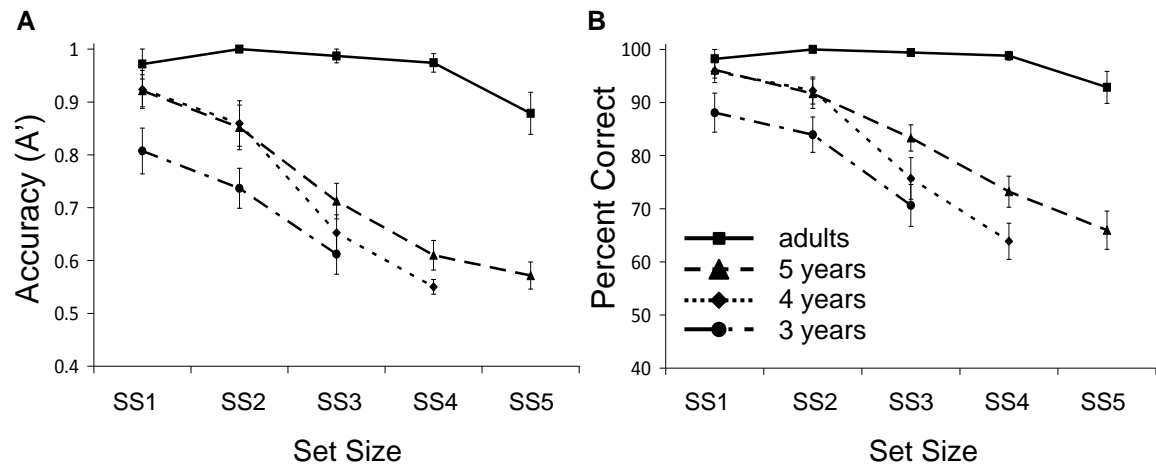 A
Accuracy (A')
1
0.9
0.8
0.7
0.6
0.5
0.4
SS1 SS2 SS3 SS4 SS5
Set Size
B
Percent Correct
100
90
80
70
60
50
40
adults
5 years
4 years
3 years
SS1 SS2 SS3 SS4 SS5
Set Size